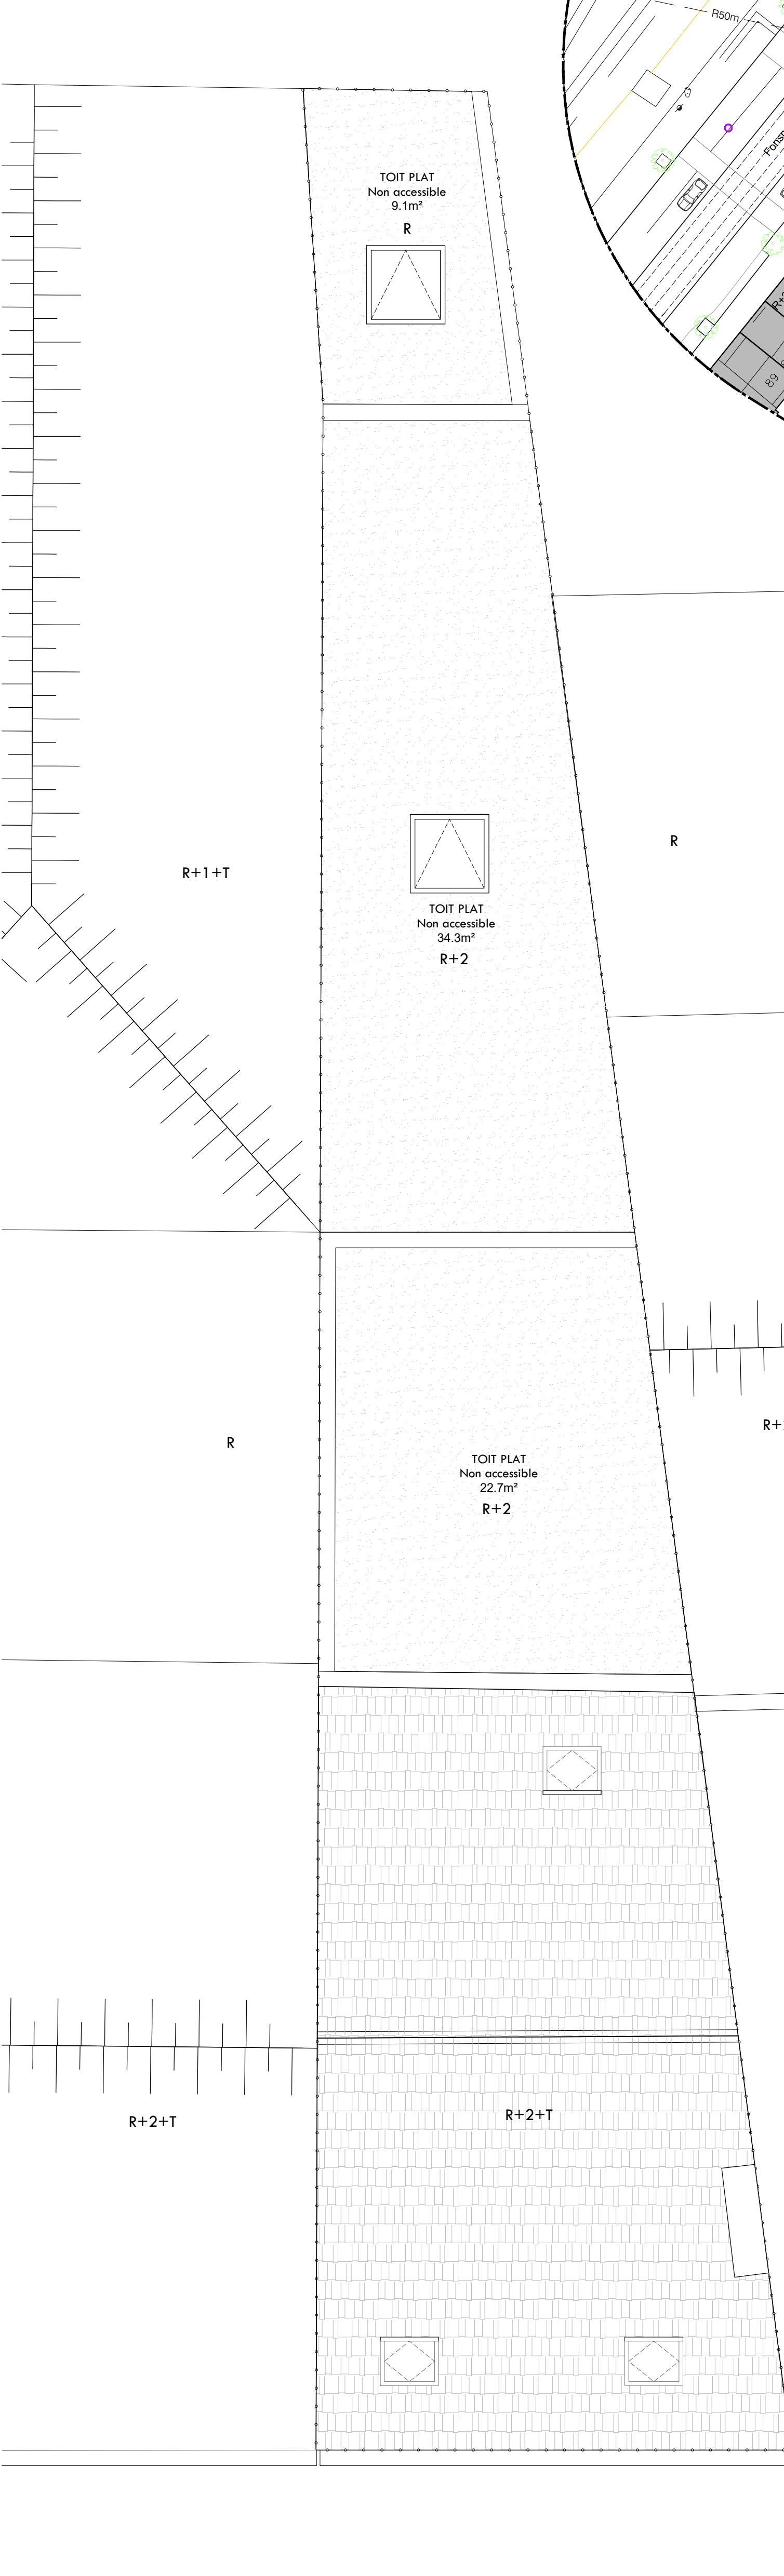 R50m
TOIT PLAT
Non accessible
9.1m²
R
89
R+1+T
R
TOIT PLAT
Non accessible
34.3m²
R+2
R
TOIT PLAT
Non accessible
22.7m²
R+2
R+2+T
R+2+T